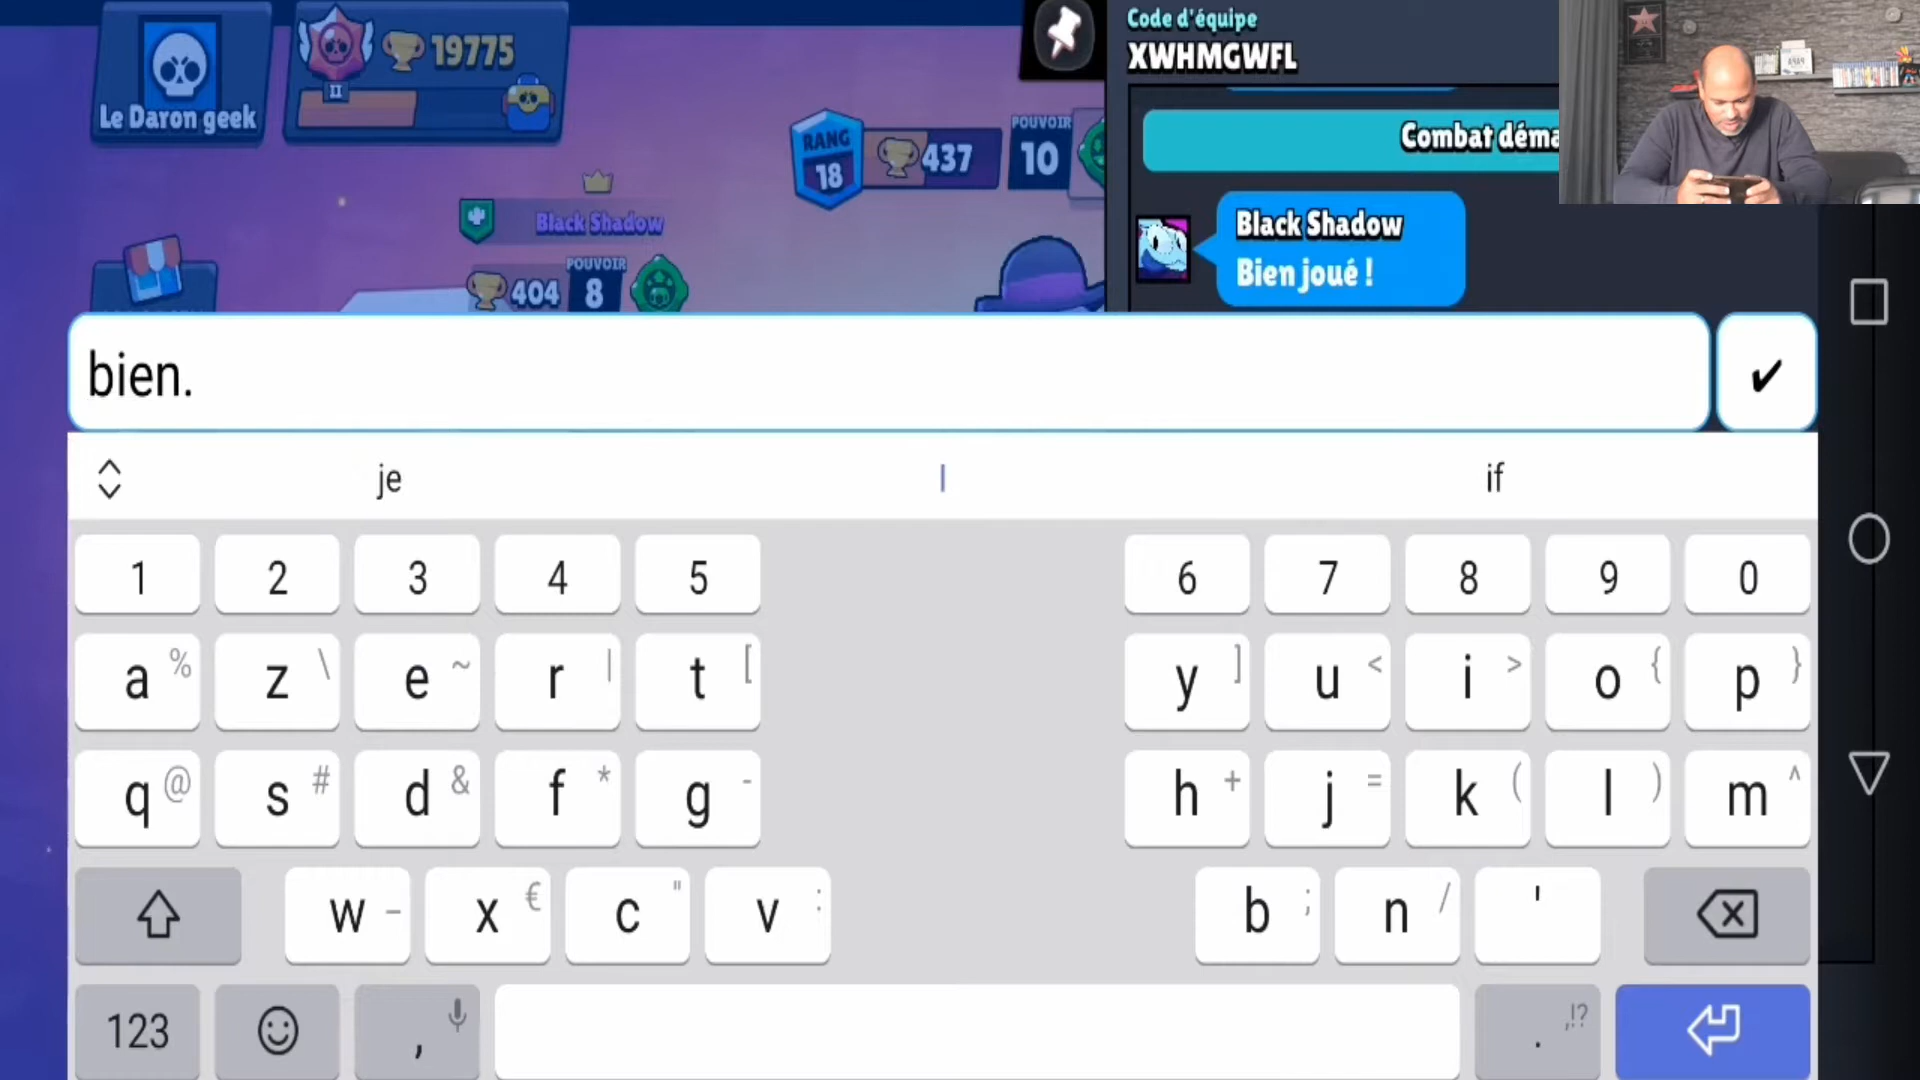 Le Daron geek
19775
II
RANG
18
437
POUVOIR
10
Black Shadow
404
POUVOIR
8
Code d'équipe
XWHMGWFL
Combat déma
Black Shadow
Bien joué !
bien.
✔
je
I
if
1 2 3 4 5 6 7 8 9 0
a % z \ e ~ r | t [ y ] u < i > o { p }
q @ s # d & f * g - h + j = k ( l ) m ^
w _ x € c " v : b ; n / '
123 , . ,!?